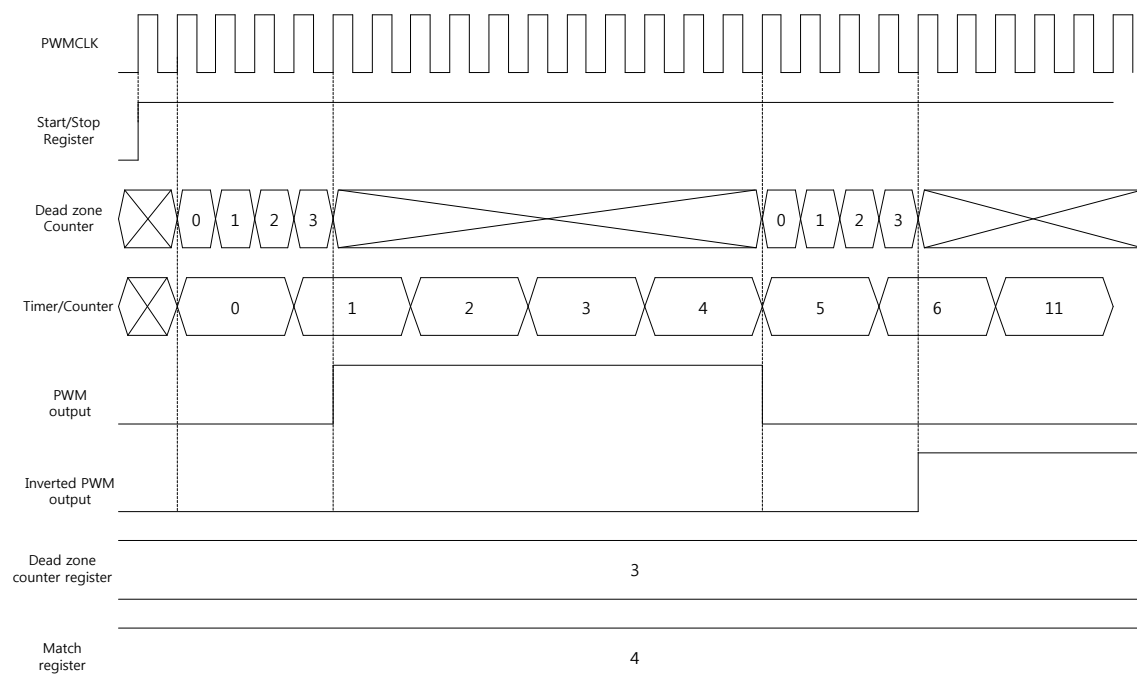 PWMCLK
Start/Stop
Register
Dead zone
Counter
0 1 2 3 0 1 2 3
Timer/Counter
0 1 2 3 4 5 6 11
PWM
output
Inverted PWM
output
Dead zone
counter register
3
Match
register
4